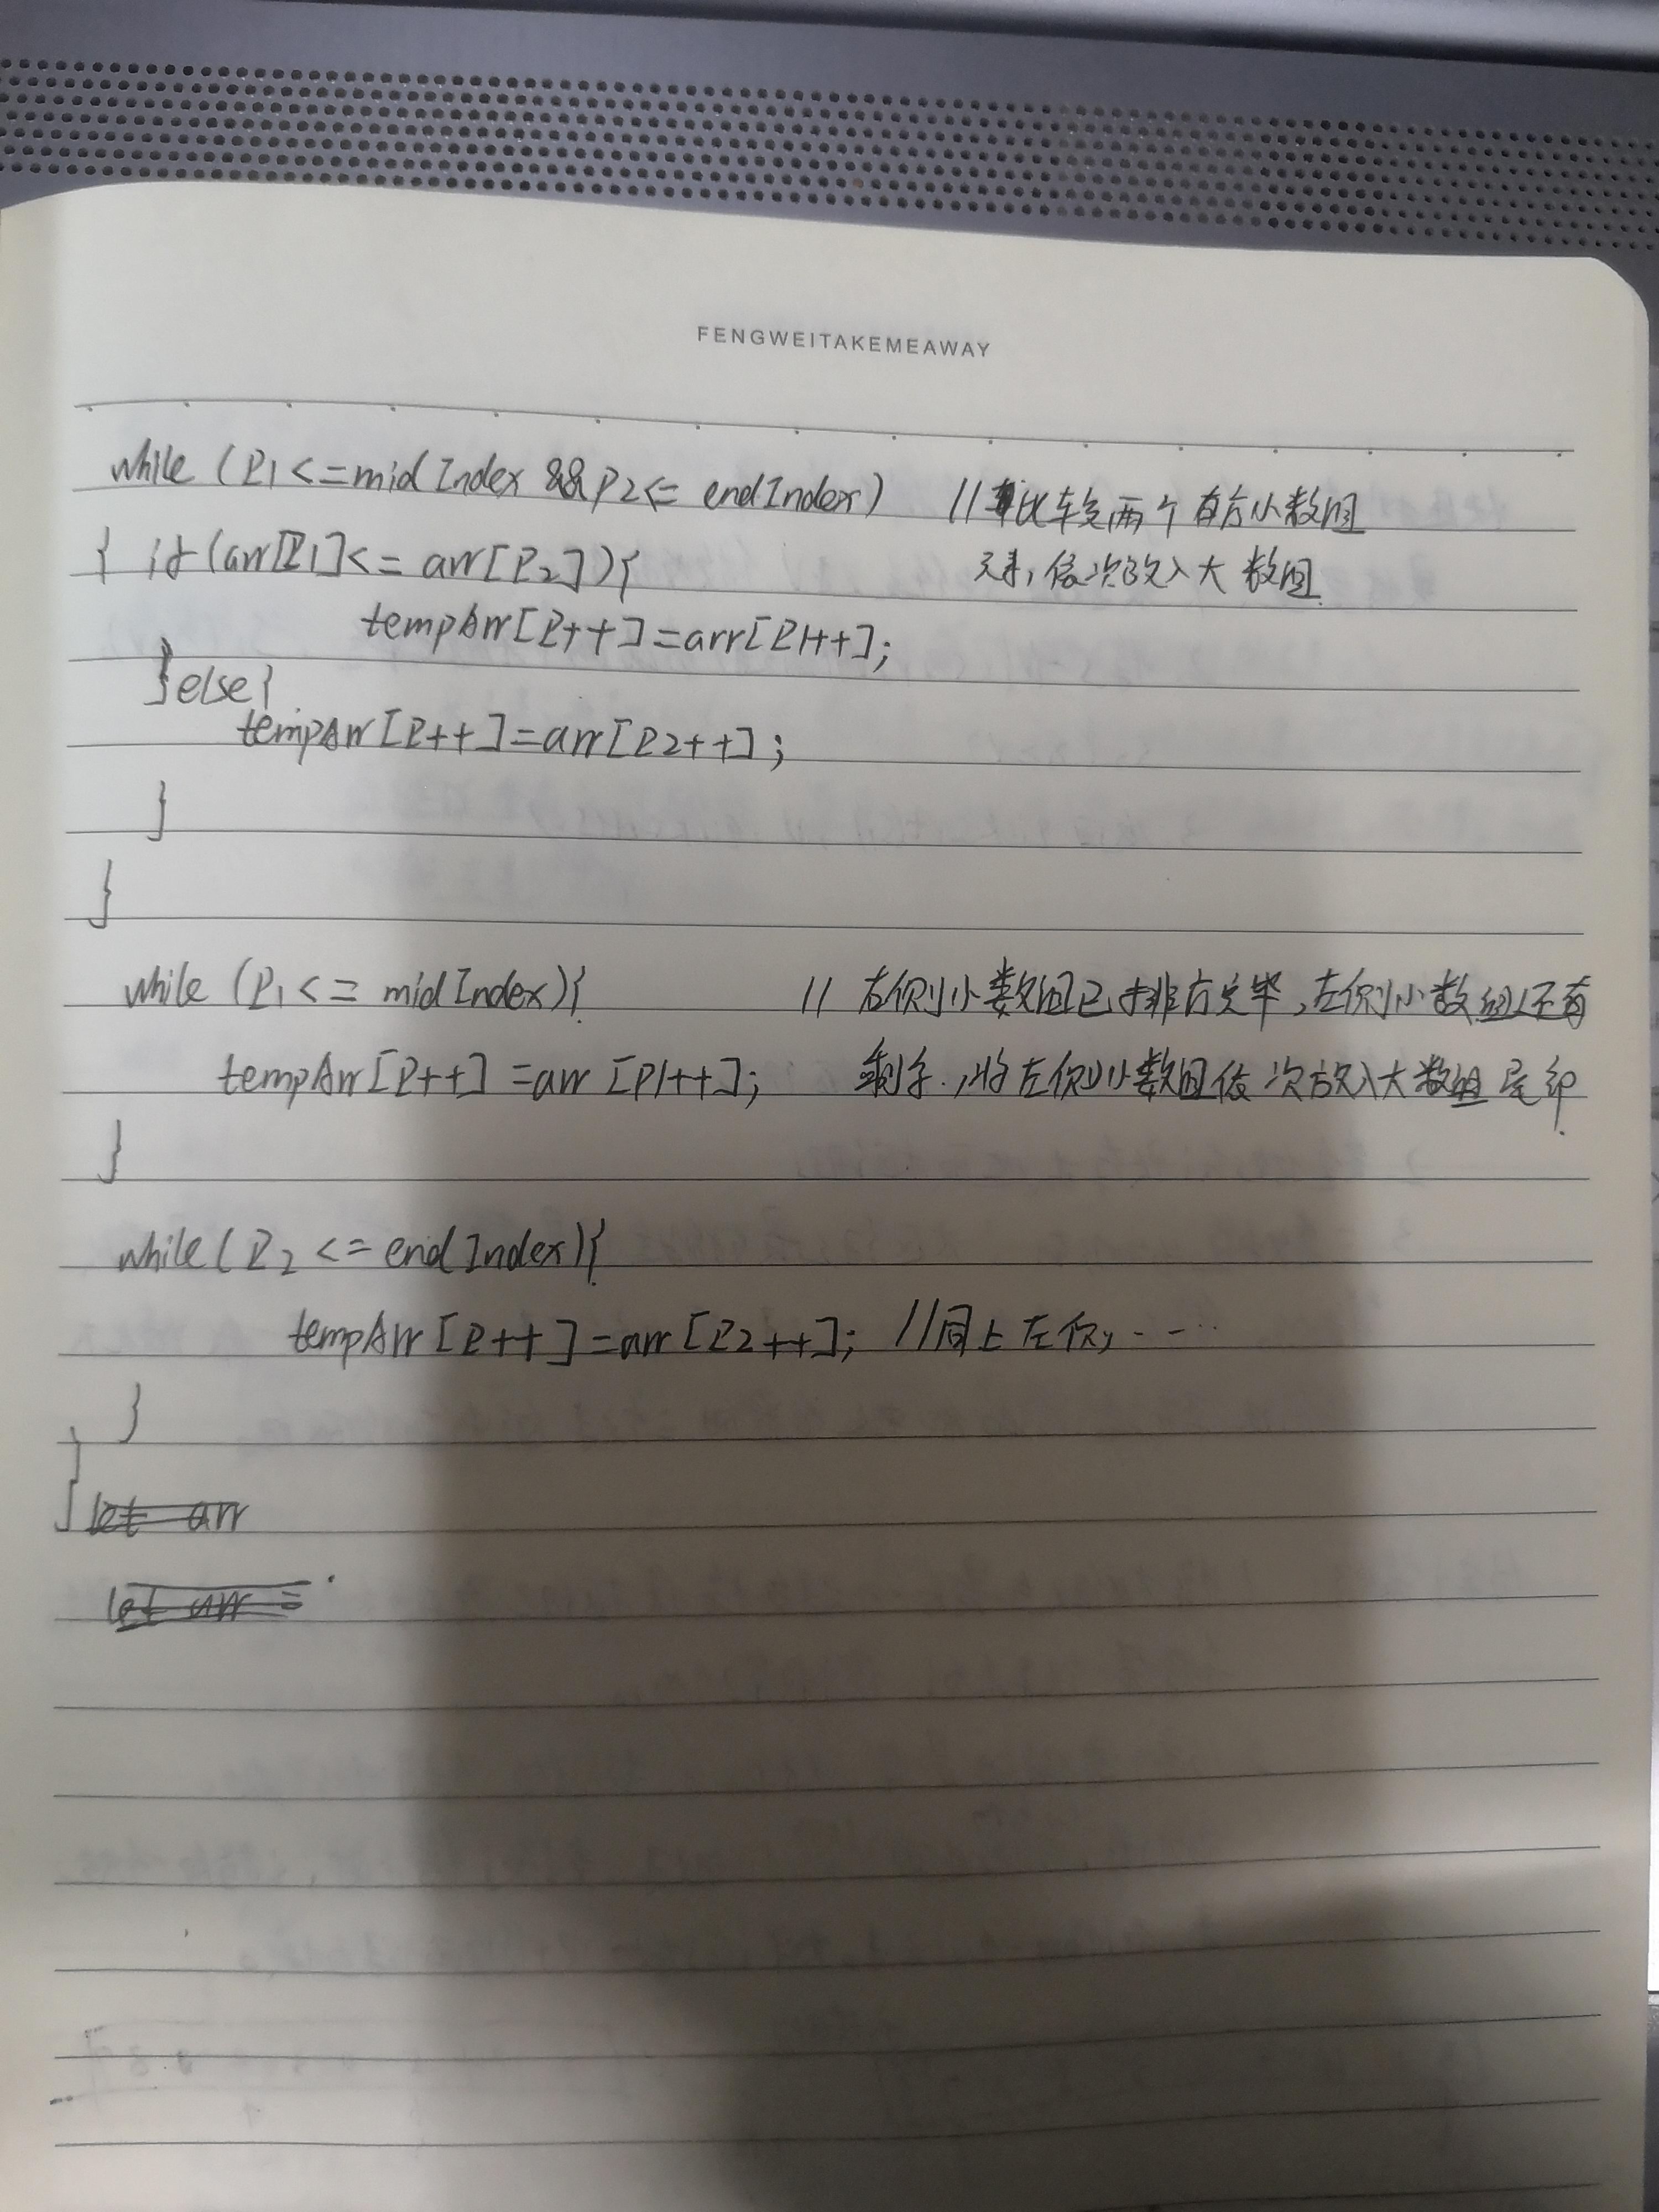 FENGWEITAKEMEAWAY
while (P1 <= midIndex && P2 <= endIndex) // 比较两个有序小数组
{ if (arr[P1] <= arr[P2]){ 元素，依次放入大数组
tempArr[P++] = arr[P1++];
}else{
tempArr[P++] = arr[P2++];
}
}
while (P1 <= midIndex){ // 右侧小数组已排序完毕，左侧小数组还有
tempArr[P++] = arr[P1++]; 剩余，将左侧小数组依次放入大数组尾部.
}
while(P2 <= endIndex){
tempArr[P++] = arr[P2++]; //同上左侧，.....
}
} let arr
let arr =